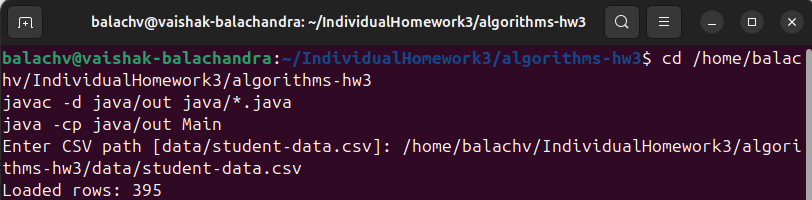 balachv@vaishak-balachandra: ~/IndividualHomework3/algorithms-hw3
balachv@vaishak-balachandra:~/IndividualHomework3/algorithms-hw3$ cd /home/balac
hv/IndividualHomework3/algorithms-hw3
javac -d java/out java/*.java
java -cp java/out Main
Enter CSV path [data/student-data.csv]: /home/balachv/IndividualHomework3/algori
thms-hw3/data/student-data.csv
Loaded rows: 395